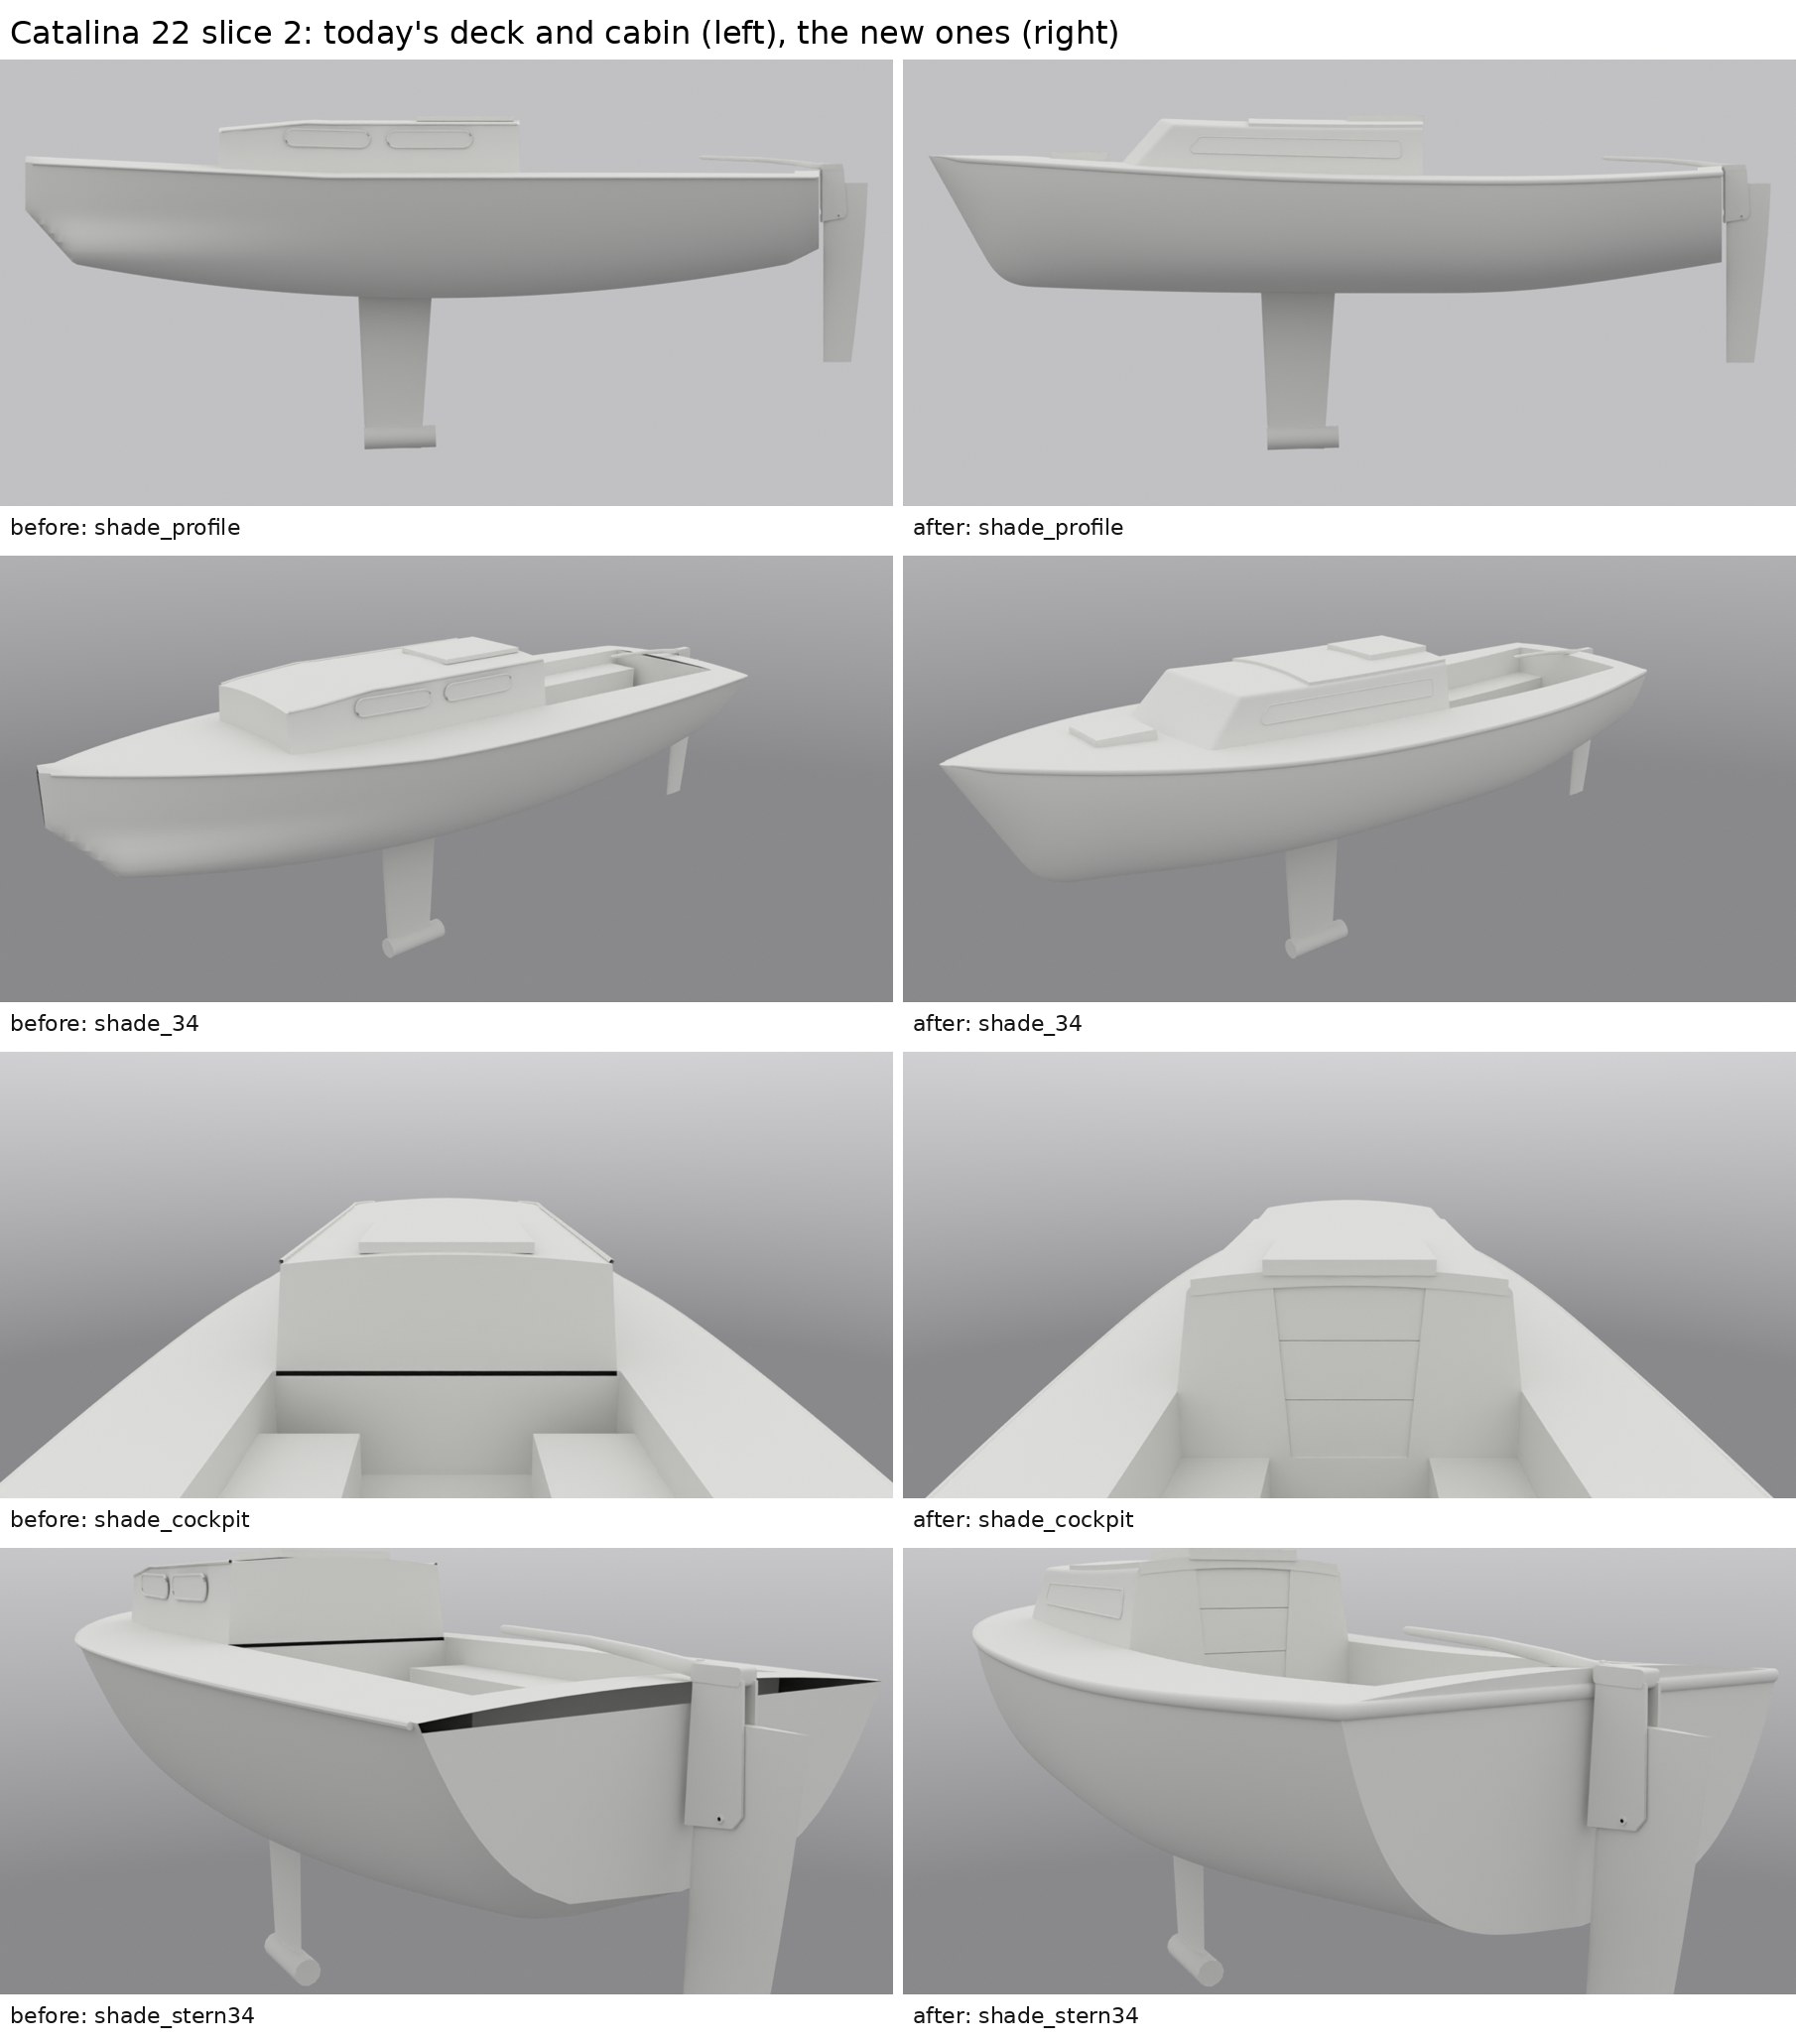 Catalina 22 slice 2: today's deck and cabin (left), the new ones (right)
before: shade_profile
after: shade_profile
before: shade_34
after: shade_34
before: shade_cockpit
after: shade_cockpit
before: shade_stern34
after: shade_stern34